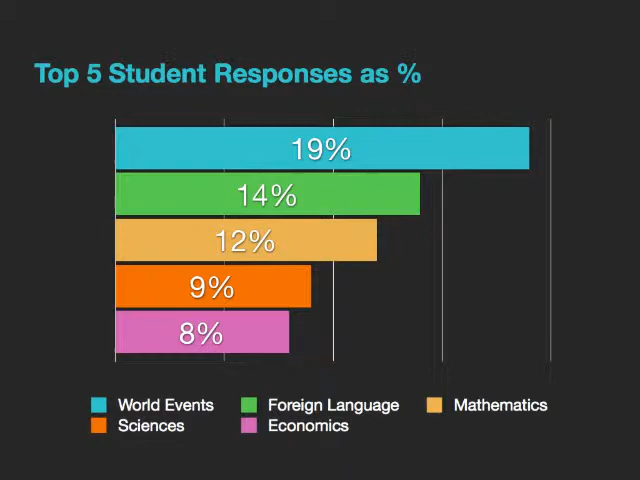 Top 5 Student Responses as %
19%
14%
12%
9%
8%
World Events Foreign Language Mathematics
Sciences Economics